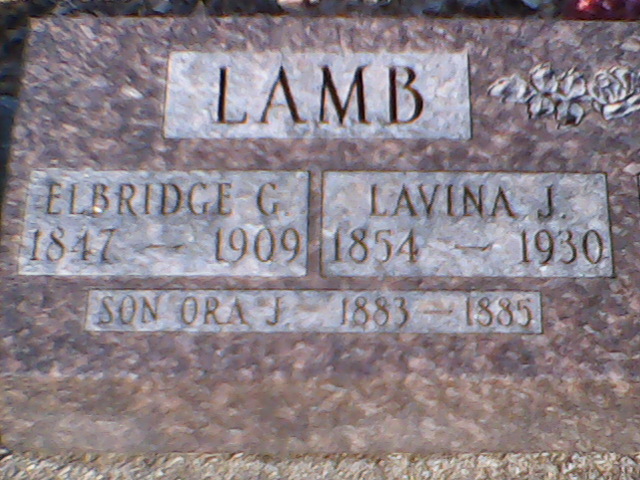 LAMB
ELBRIDGE G. LAVINA J.
1847 — 1909 1854 — 1930
SON ORA J. 1883 — 1885